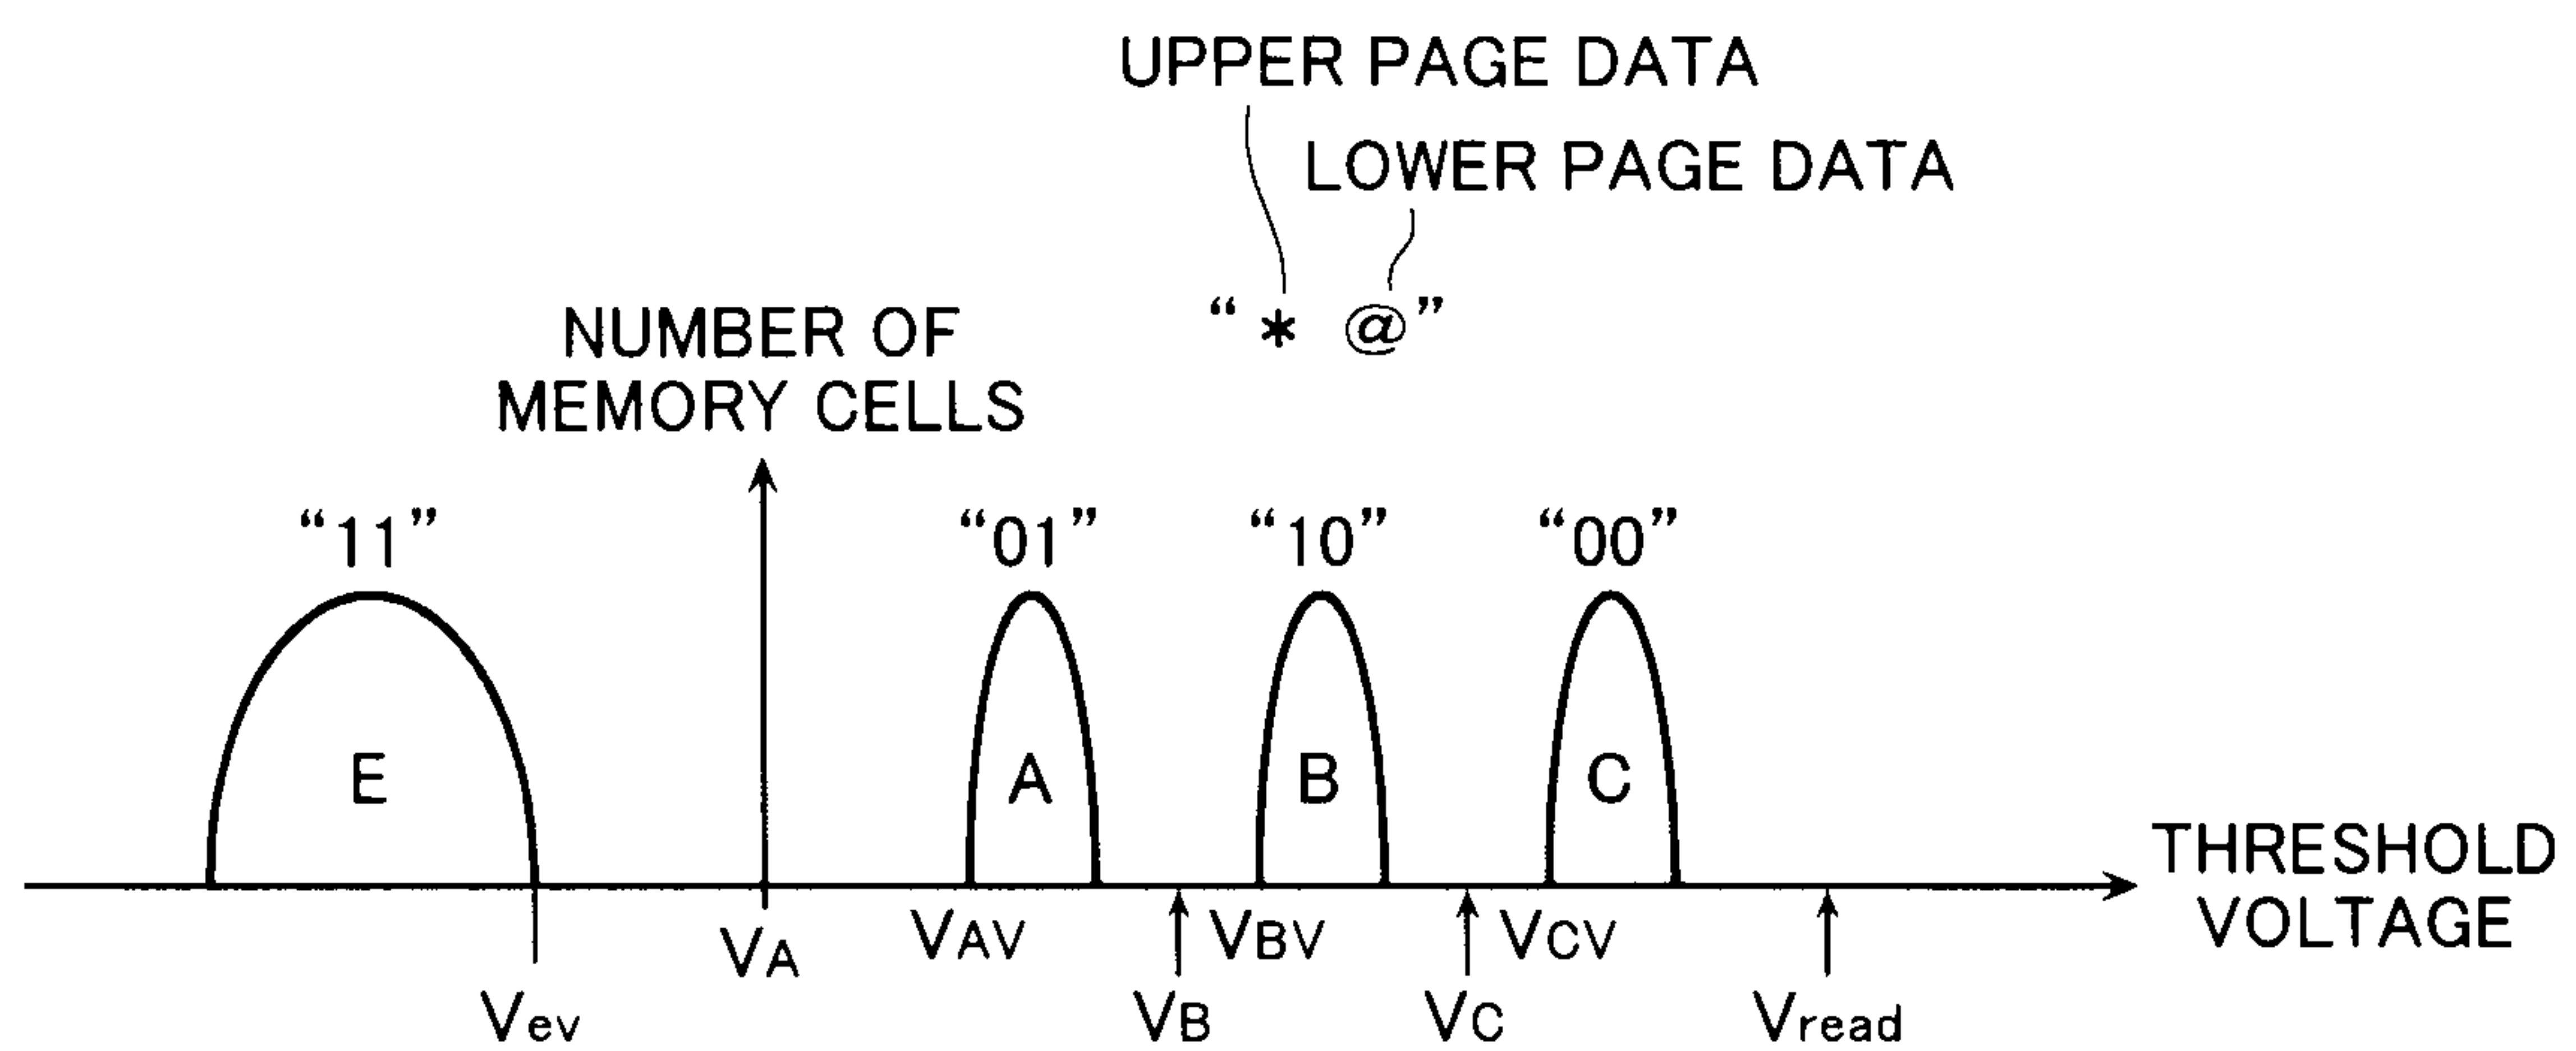 UPPER PAGE DATA
LOWER PAGE DATA
“ * @”
NUMBER OF
MEMORY CELLS
“11”
“01”
“10”
“00”
E
A
B
C
THRESHOLD
VOLTAGE
VA
VAV
VBV
VCV
Vev
VB
VC
Vread